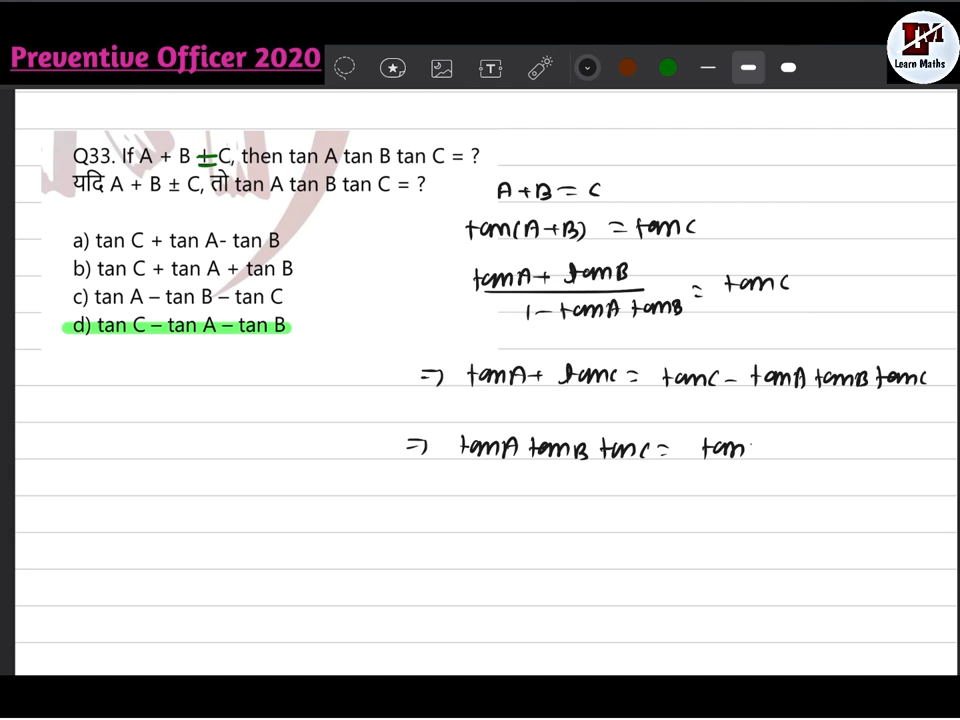 Preventive Officer 2020
LM
Learn Maths
Q33. If A + B = C, then tan A tan B tan C = ?
यदि A + B ± C, तो tan A tan B tan C = ?
a) tan C + tan A- tan B
b) tan C + tan A + tan B
c) tan A – tan B – tan C
d) tan C – tan A – tan B
A+B = C
tan(A+B) = tanC
tanA + tanB / 1 - tanA tanB = tanC
⇒ tanA + tanC = tanC - tanA tanB tanC
⇒ tanA tanB tanC = tan